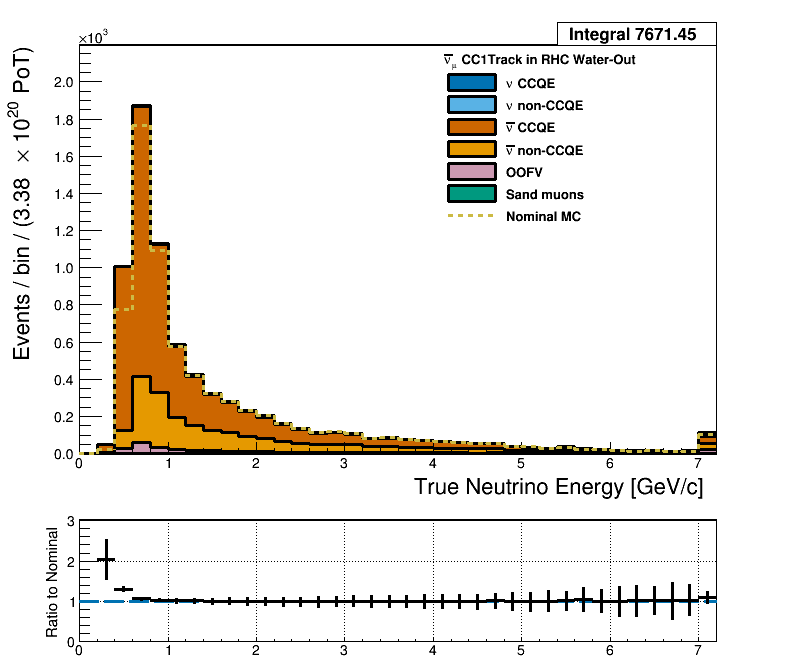 Integral 7671.45
×10³
ν̅μ CC1Track in RHC Water-Out
ν CCQE
ν non-CCQE
ν̅ CCQE
ν̅ non-CCQE
OOFV
Sand muons
Nominal MC
Events / bin / (3.38 × 10²⁰ PoT)
2.0
1.8
1.6
1.4
1.2
1.0
0.8
0.6
0.4
0.2
0.0
0 1 2 3 4 5 6 7
True Neutrino Energy [GeV/c]
Ratio to Nominal
3
2
1
0
0 1 2 3 4 5 6 7